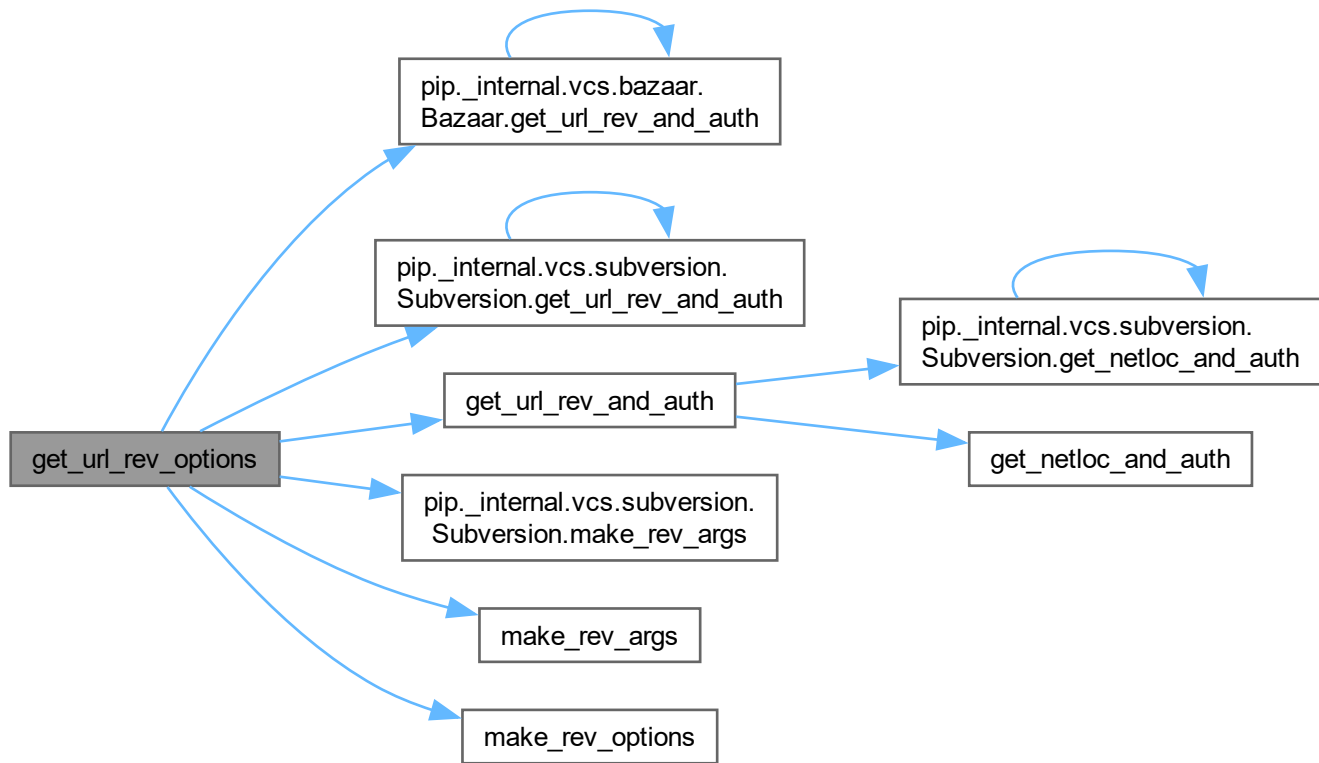 pip._internal.vcs.bazaar.
Bazaar.get_url_rev_and_auth
pip._internal.vcs.subversion.
Subversion.get_url_rev_and_auth
pip._internal.vcs.subversion.
Subversion.get_netloc_and_auth
get_url_rev_and_auth
get_url_rev_options
get_netloc_and_auth
pip._internal.vcs.subversion.
Subversion.make_rev_args
make_rev_args
make_rev_options